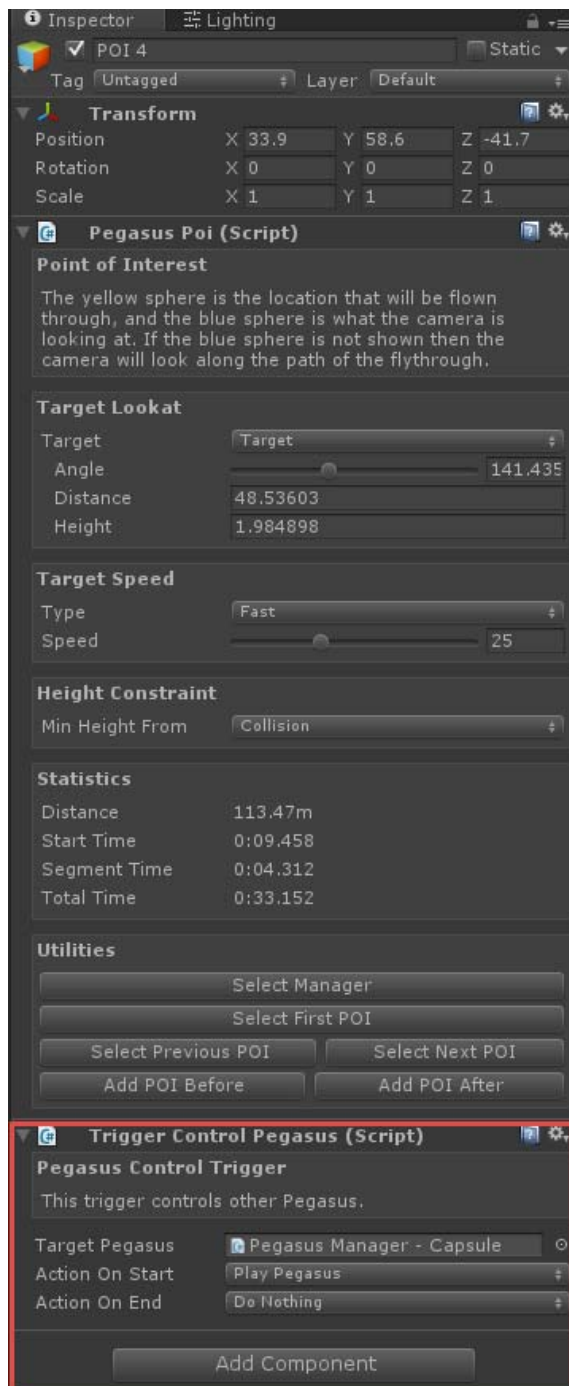 Inspector Lighting
POI 4 Static
Tag Untagged Layer Default
Transform
Position X 33.9 Y 58.6 Z -41.7
Rotation X 0 Y 0 Z 0
Scale X 1 Y 1 Z 1
Pegasus Poi (Script)
Point of Interest
The yellow sphere is the location that will be flown
through, and the blue sphere is what the camera is
looking at. If the blue sphere is not shown then the
camera will look along the path of the flythrough.
Target Lookat
Target Target
Angle 141.435
Distance 48.53603
Height 1.984898
Target Speed
Type Fast
Speed 25
Height Constraint
Min Height From Collision
Statistics
Distance 113.47m
Start Time 0:09.458
Segment Time 0:04.312
Total Time 0:33.152
Utilities
Select Manager
Select First POI
Select Previous POI Select Next POI
Add POI Before Add POI After
Trigger Control Pegasus (Script)
Pegasus Control Trigger
This trigger controls other Pegasus.
Target Pegasus Pegasus Manager - Capsule
Action On Start Play Pegasus
Action On End Do Nothing
Add Component